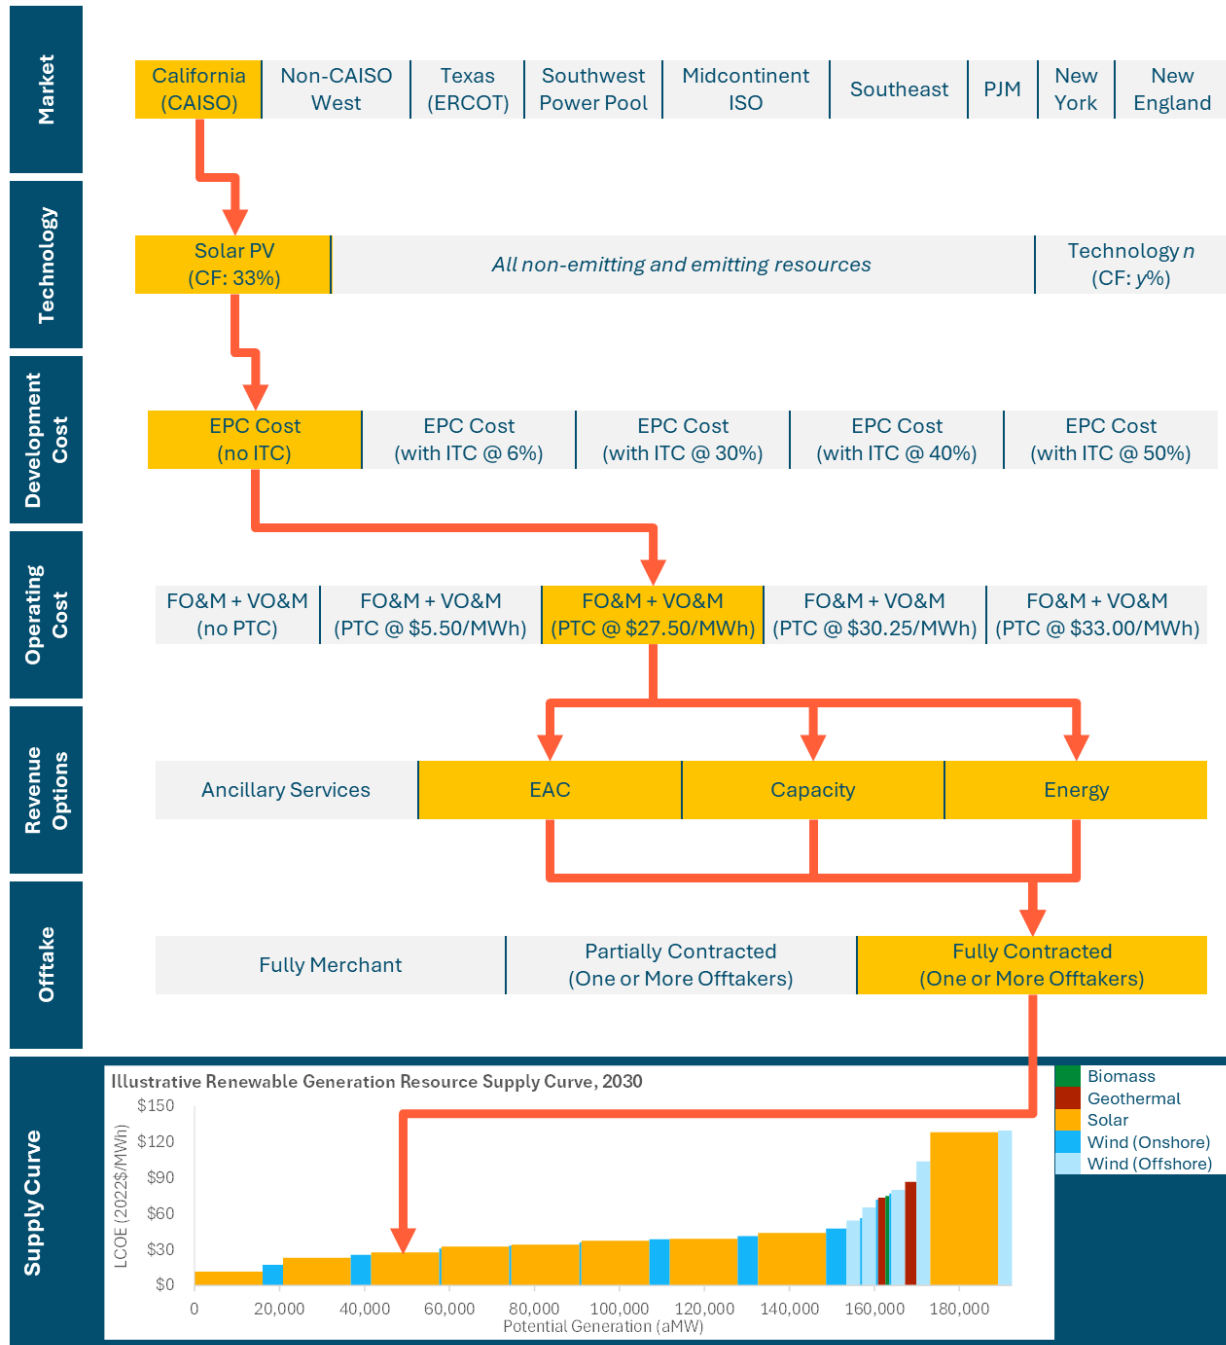 Market
California
(CAISO)
Non-CAISO
West
Texas
(ERCOT)
Southwest
Power Pool
Midcontinent
ISO
Southeast
PJM
New
York
New
England
Technology
Solar PV
(CF: 33%)
All non-emitting and emitting resources
Technology n
(CF: y%)
Development
Cost
EPC Cost
(no ITC)
EPC Cost
(with ITC @ 6%)
EPC Cost
(with ITC @ 30%)
EPC Cost
(with ITC @ 40%)
EPC Cost
(with ITC @ 50%)
Operating
Cost
FO&M + VO&M
(no PTC)
FO&M + VO&M
(PTC @ $5.50/MWh)
FO&M + VO&M
(PTC @ $27.50/MWh)
FO&M + VO&M
(PTC @ $30.25/MWh)
FO&M + VO&M
(PTC @ $33.00/MWh)
Revenue
Options
Ancillary Services
EAC
Capacity
Energy
Offtake
Fully Merchant
Partially Contracted
(One or More Offtakers)
Fully Contracted
(One or More Offtakers)
Supply Curve
Illustrative Renewable Generation Resource Supply Curve, 2030
LCOE (2022$/MWh)
$150
$120
$90
$60
$30
$0
0
20,000
40,000
60,000
80,000
100,000
120,000
140,000
160,000
180,000
Potential Generation (aMW)
Biomass
Geothermal
Solar
Wind (Onshore)
Wind (Offshore)